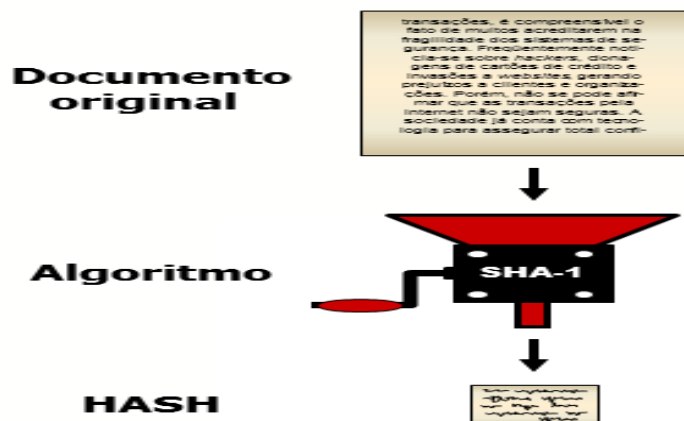 Documento
original
transações, é compreensível o
fato de muitos acreditarem na
fragilidade dos sistemas de se-
gurança. Freqüentemente noti-
cia-se sobre hackers, clona-
gens de cartões de crédito e
invasões a websites, gerando
prejuízos a clientes e organiza-
ções. Porém, não se pode afir-
mar que as transações pela
Internet não sejam seguras. A
sociedade já conta com tecno-
logia para assegurar total confi-
Algoritmo
SHA-1
HASH